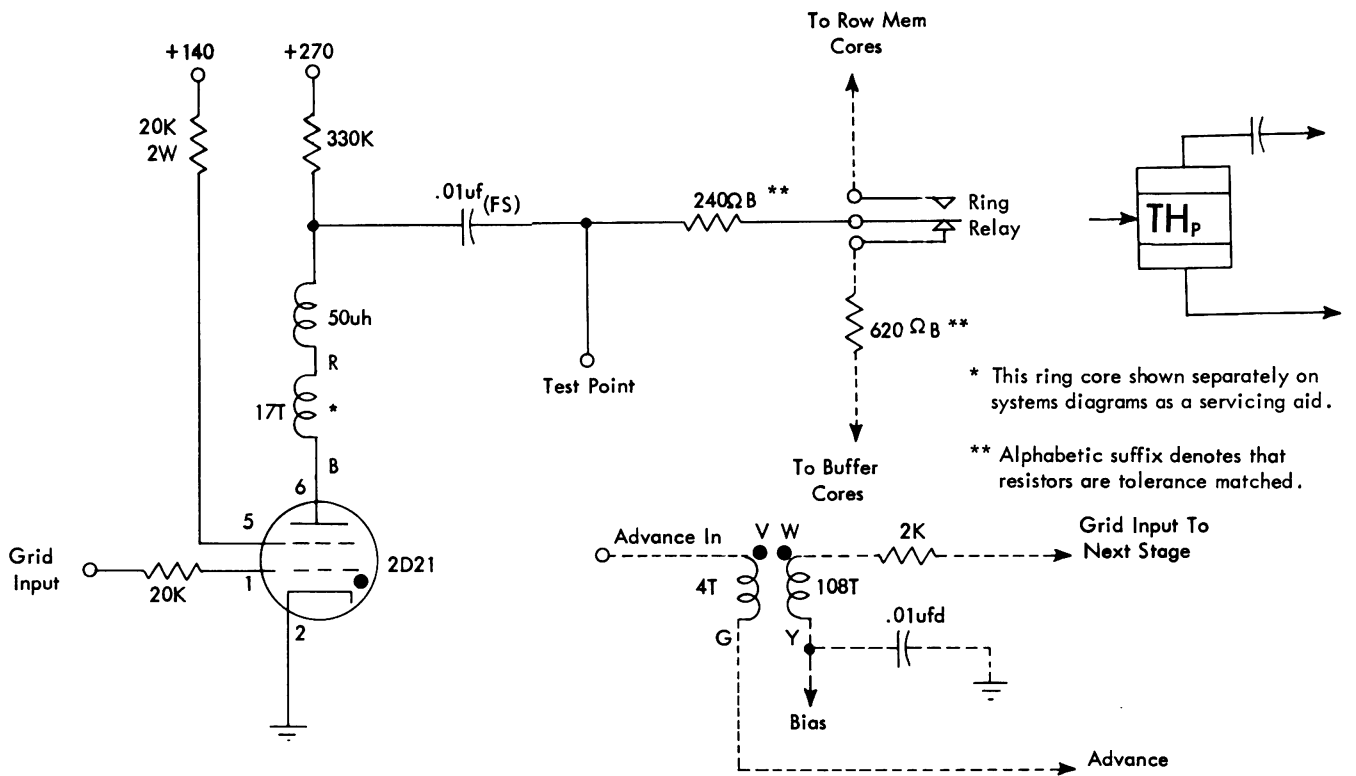 To Row Mem
Cores
+140
+270
20K
2W
330K
.01uf
(FS)
240Ω B **
Ring
Relay
THp
50uh
620 Ω B **
R
Test Point
17T
*
* This ring core shown separately on
systems diagrams as a servicing aid.
B
6
To Buffer
Cores
** Alphabetic suffix denotes that
resistors are tolerance matched.
5
Advance In
V
W
2K
Grid Input To
Next Stage
Grid
Input
20K
1
2D21
4T
108T
2
G
Y
.01ufd
Bias
Advance